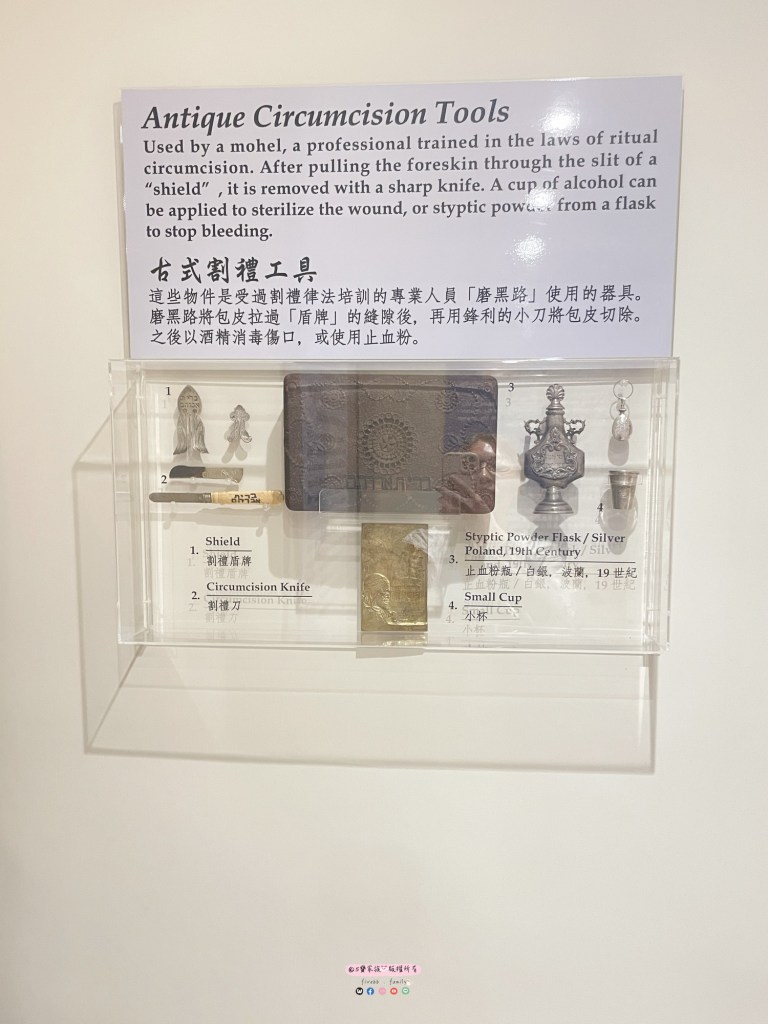 Antique Circumcision Tools
Used by a mohel, a professional trained in the laws of ritual
circumcision. After pulling the foreskin through the slit of a
“shield” , it is removed with a sharp knife. A cup of alcohol can
be applied to sterilize the wound, or styptic powder from a flask
to stop bleeding.
古式割禮工具
這些物件是受過割禮律法培訓的專業人員「磨黑路」使用的器具。
磨黑路將包皮拉過「盾牌」的縫隙後，再用鋒利的小刀將包皮切除。
之後以酒精消毒傷口，或使用止血粉。
1
2
3
4
1. Shield
割禮盾牌
2. Circumcision Knife
割禮刀
Styptic Powder Flask / Silver
3. Poland, 19th Century
止血粉瓶 / 白銀，波蘭，19 世紀
4. Small Cup
小杯
family